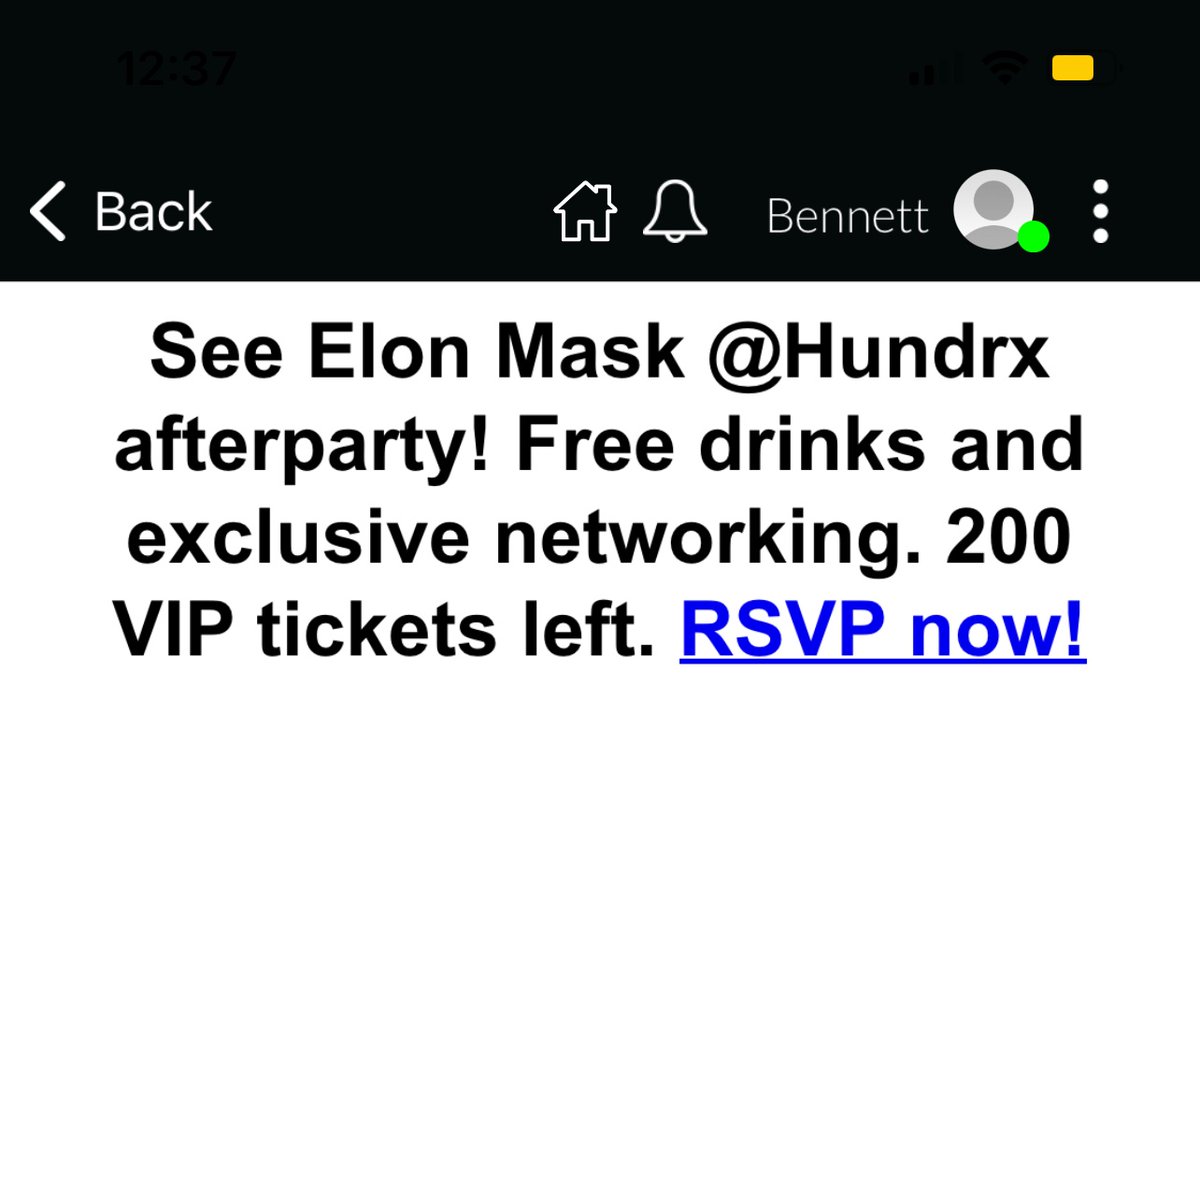 12:37
Back
Bennett
See Elon Mask @Hundrx
afterparty! Free drinks and
exclusive networking. 200
VIP tickets left. RSVP now!